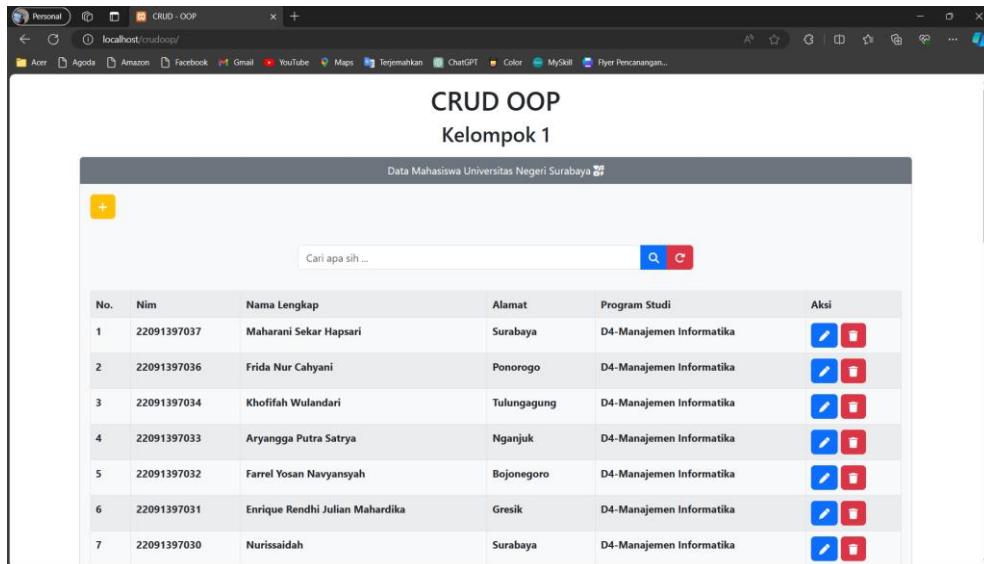 Personal
CRUD - OOP
localhost/crudoop/
Acer Agoda Amazon Facebook Gmail YouTube Maps Terjemahkan ChatGPT Color MySkill Flyer Pencanangan...
CRUD OOP
Kelompok 1
Data Mahasiswa Universitas Negeri Surabaya
Cari apa sih ...
No. Nim Nama Lengkap Alamat Program Studi Aksi
1 22091397037 Maharani Sekar Hapsari Surabaya D4-Manajemen Informatika
2 22091397036 Frida Nur Cahyani Ponorogo D4-Manajemen Informatika
3 22091397034 Khofifah Wulandari Tulungagung D4-Manajemen Informatika
4 22091397033 Aryangga Putra Satrya Nganjuk D4-Manajemen Informatika
5 22091397032 Farrel Yosan Navyansyah Bojonegoro D4-Manajemen Informatika
6 22091397031 Enrique Rendhi Julian Mahardika Gresik D4-Manajemen Informatika
7 22091397030 Nurissaidah Surabaya D4-Manajemen Informatika